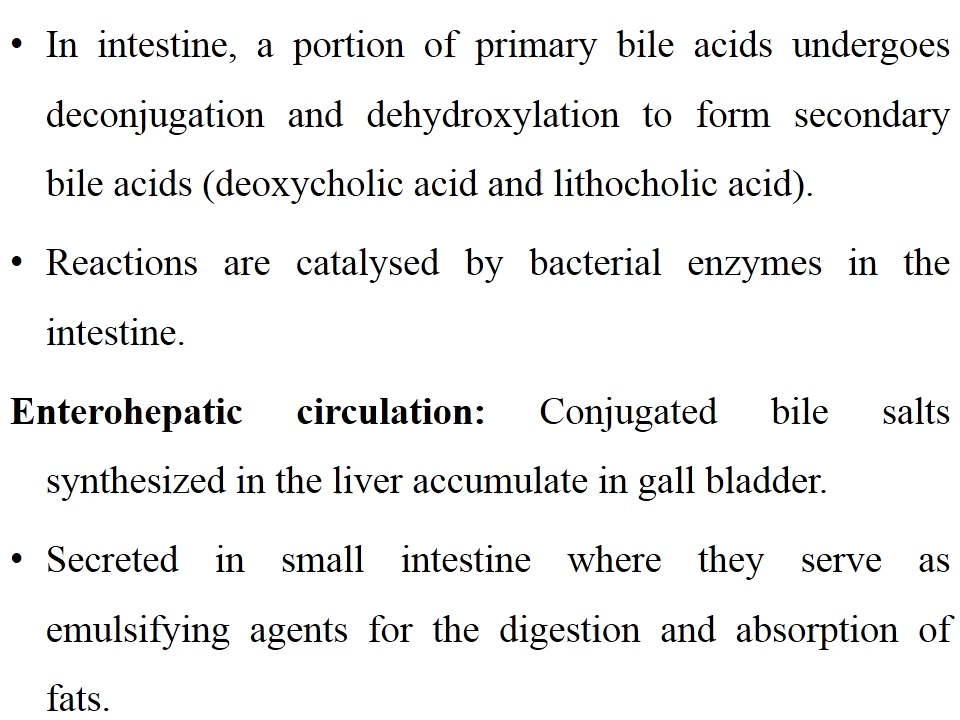 • In intestine, a portion of primary bile acids undergoes
deconjugation and dehydroxylation to form secondary
bile acids (deoxycholic acid and lithocholic acid).
• Reactions are catalysed by bacterial enzymes in the
intestine.
Enterohepatic circulation: Conjugated bile salts
synthesized in the liver accumulate in gall bladder.
• Secreted in small intestine where they serve as
emulsifying agents for the digestion and absorption of
fats.